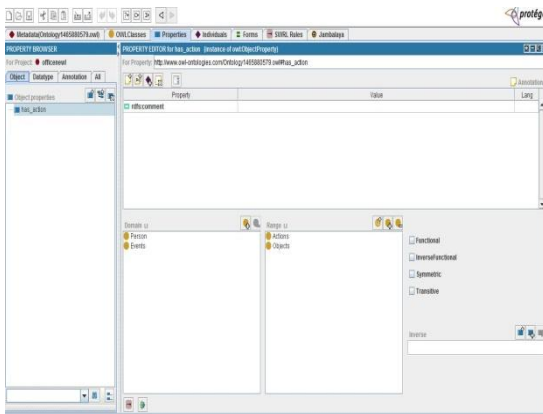 protégé
Metadata(Ontology1465880579.owl) OWLClasses Properties Individuals Forms SWRL Rules Jambalaya
PROPERTY BROWSER
For Project: officenewl
Object Datatype Annotation All
Object properties
has_action
PROPERTY EDITOR for has_action (instance of owl:ObjectProperty)
For Property: http://www.owl-ontologies.com/Ontology1465880579.owl#has_action
Annotation
Property Value Lang
rdfs:comment
Domain
Person
Events
Range
Actions
Objects
Functional
InverseFunctional
Symmetric
Transitive
Inverse